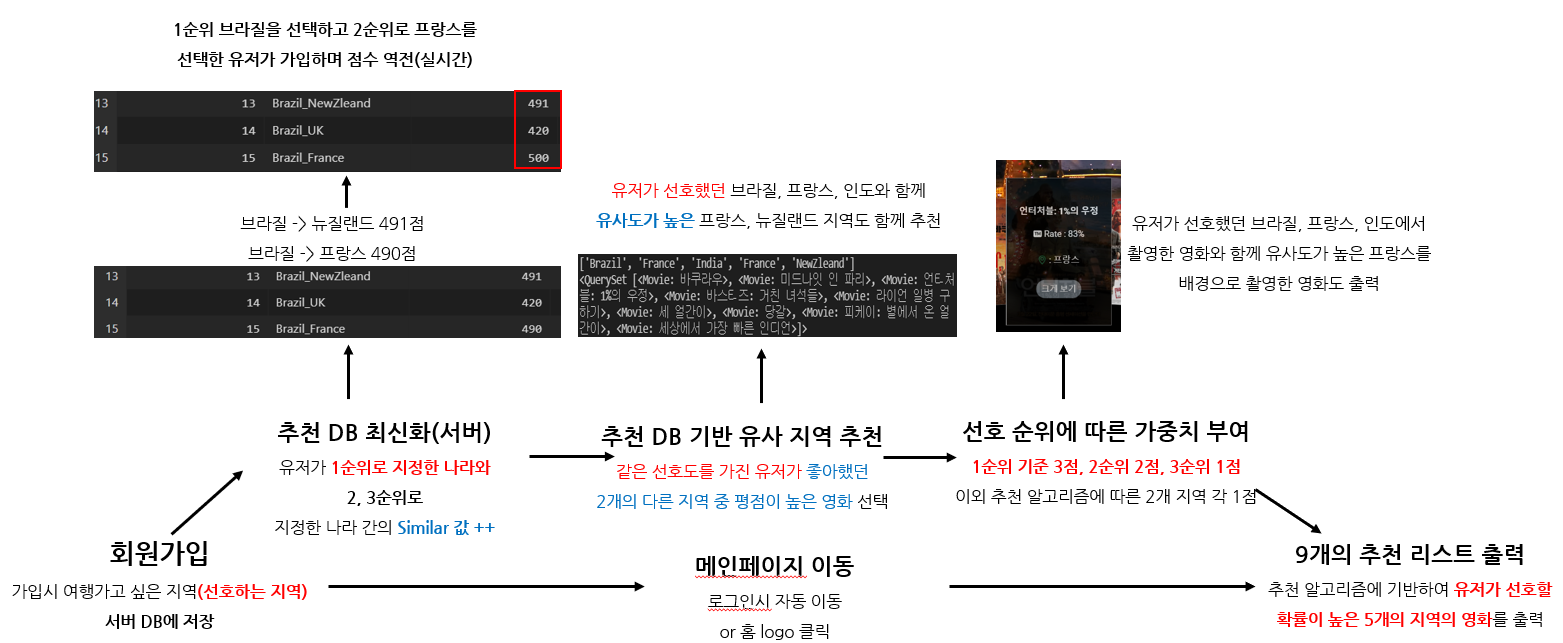 1순위 브라질을 선택하고 2순위로 프랑스를
선택한 유저가 가입하며 점수 역전(실시간)
13 13 Brazil_NewZleand 491
14 14 Brazil_UK 420
15 15 Brazil_France 500
브라질 -> 뉴질랜드 491점
브라질 -> 프랑스 490점
13 13 Brazil_NewZleand 491
14 14 Brazil_UK 420
15 15 Brazil_France 490
추천 DB 최신화(서버)
유저가 1순위로 지정한 나라와
2, 3순위로
지정한 나라 간의 Similar 값 ++
유저가 선호했던 브라질, 프랑스, 인도와 함께
유사도가 높은 프랑스, 뉴질랜드 지역도 함께 추천
['Brazil', 'France', 'India', 'France', 'NewZleand']
<QuerySet [<Movie: 바쿠라우>, <Movie: 미드나잇 인 파리>, <Movie: 언터처
블: 1%의 우정>, <Movie: 바스터즈: 거친 녀석들>, <Movie: 라이언 일병 구
하기>, <Movie: 세 얼간이>, <Movie: 당갈>, <Movie: 피케이: 별에서 온 얼
간이>, <Movie: 세상에서 가장 빠른 인디언>]>
추천 DB 기반 유사 지역 추천
같은 선호도를 가진 유저가 좋아했던
2개의 다른 지역 중 평점이 높은 영화 선택
언터처블: 1%의 우정
Rate : 83%
: 프랑스
크게 보기
유저가 선호했던 브라질, 프랑스, 인도에서
촬영한 영화와 함께 유사도가 높은 프랑스를
배경으로 촬영한 영화도 출력
선호 순위에 따른 가중치 부여
1순위 기준 3점, 2순위 2점, 3순위 1점
이외 추천 알고리즘에 따른 2개 지역 각 1점
회원가입
가입시 여행가고 싶은 지역(선호하는 지역)
서버 DB에 저장
메인페이지 이동
로그인시 자동 이동
or 홈 logo 클릭
9개의 추천 리스트 출력
추천 알고리즘에 기반하여 유저가 선호할
확률이 높은 5개의 지역의 영화를 출력